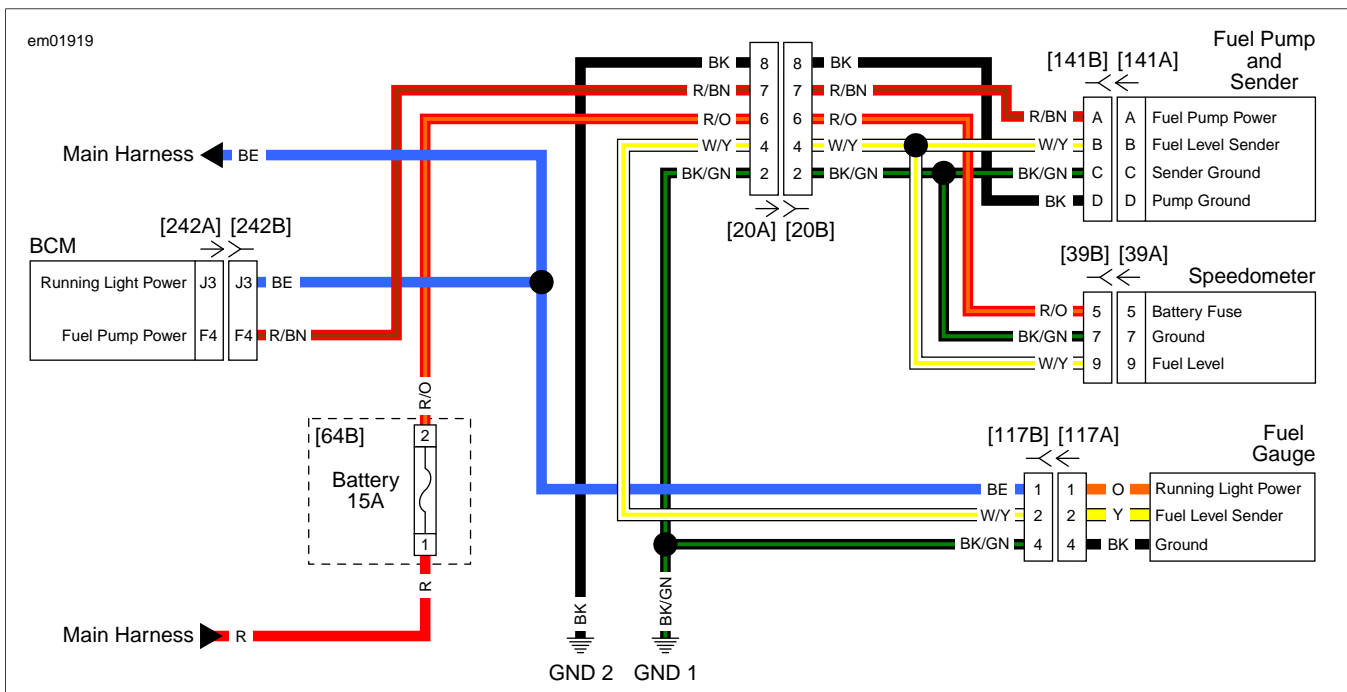 em01919
Fuel Pump
and
Sender
[141B] [141A]
BK 8 8 BK
R/BN 7 7 R/BN
R/O 6 6 R/O
W/Y 4 4 W/Y
BK/GN 2 2 BK/GN
[20A] [20B]
R/BN A A Fuel Pump Power
W/Y B B Fuel Level Sender
BK/GN C C Sender Ground
BK D D Pump Ground
Main Harness BE
[242A] [242B]
BCM
Running Light Power J3 J3 BE
Fuel Pump Power F4 F4 R/BN
[39B] [39A]
Speedometer
R/O 5 5 Battery Fuse
BK/GN 7 7 Ground
W/Y 9 9 Fuel Level
R/O
[64B]
2
Battery
15A
1
R
[117B] [117A]
Fuel
Gauge
BE 1 1 O Running Light Power
W/Y 2 2 Y Fuel Level Sender
BK/GN 4 4 BK Ground
Main Harness R
BK
BK/GN
GND 2
GND 1